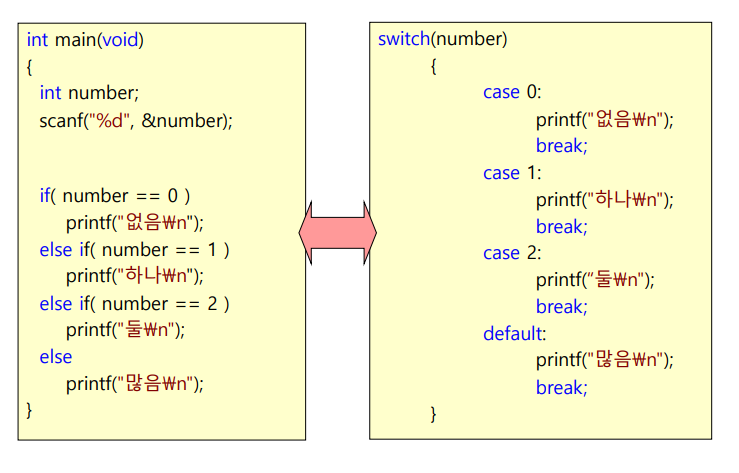 int main(void)
{
int number;
scanf("%d", &number);
if( number == 0 )
printf("없음₩n");
else if( number == 1 )
printf("하나₩n");
else if( number == 2 )
printf("둘₩n");
else
printf("많음₩n");
}
switch(number)
{
case 0:
printf("없음₩n");
break;
case 1:
printf("하나₩n");
break;
case 2:
printf(“둘₩n");
break;
default:
printf("많음₩n");
break;
}